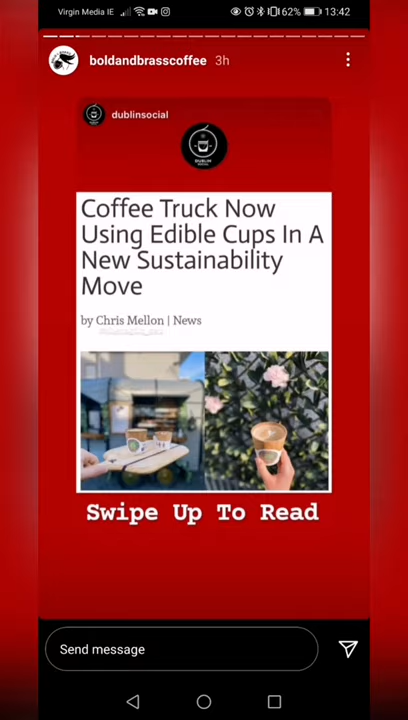 Virgin Media IE
62%
13:42
boldandbrasscoffee 3h
dublinsocial
DUBLIN
Coffee Truck Now
Using Edible Cups In A
New Sustainability
Move
by Chris Mellon | News
Swipe Up To Read
Send message